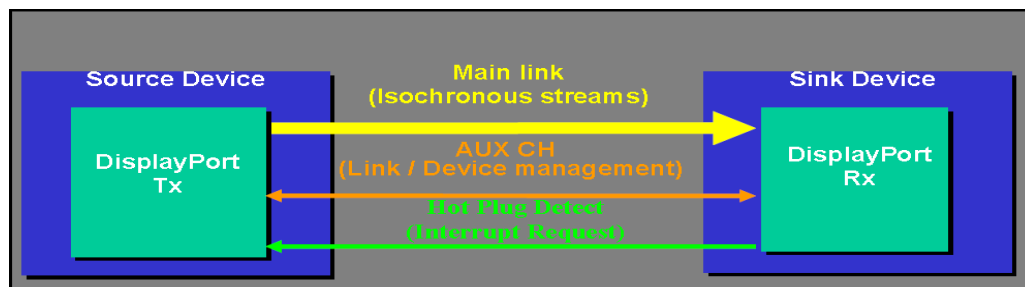 Source Device
DisplayPort
Tx
Main link
(Isochronous streams)
AUX CH
(Link / Device management)
Hot Plug Detect
(Interrupt Request)
Sink Device
DisplayPort
Rx